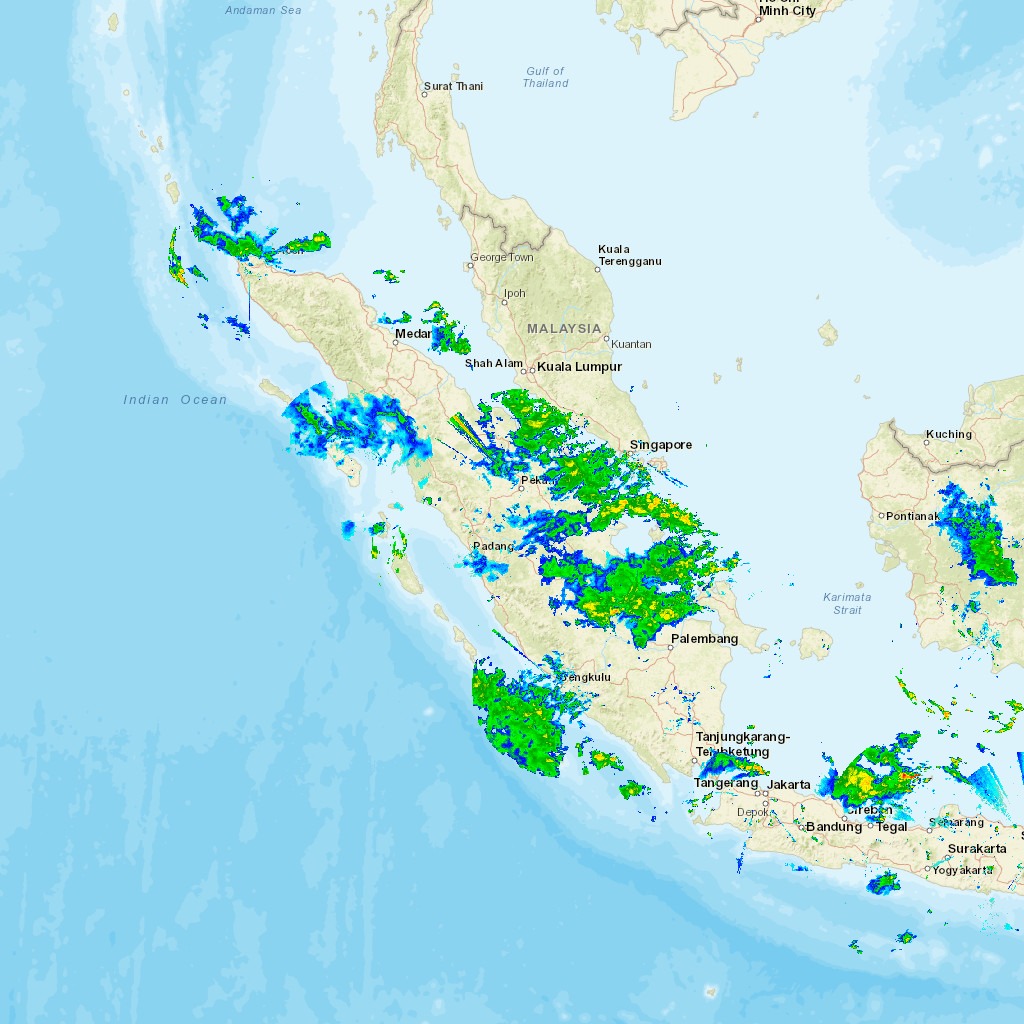 Minh City
Andaman Sea
Gulf of
Thailand
Surat Thani
Kuala
Terengganu
George Town
Ipoh
MALAYSIA
Kuantan
Medan
Shah Alam
Kuala Lumpur
Indian Ocean
Kuching
Singapore
Pontianak
Padang
Karimata
Strait
Palembang
Bengkulu
Tanjungkarang-
Tangerang
Jakarta
Depok
Bandung
Tegal
Semarang
Surakarta
Yogyakarta